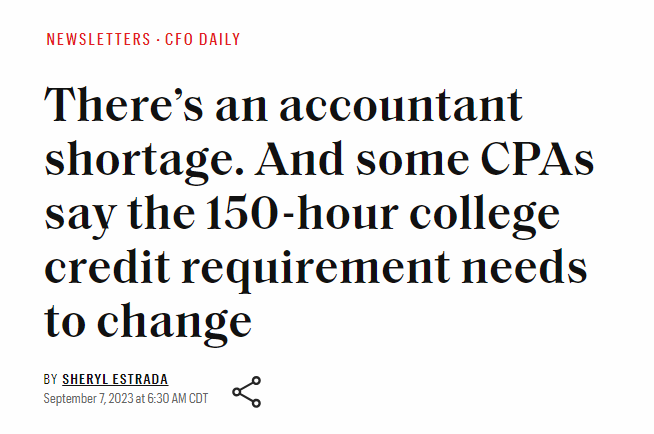 NEWSLETTERS · CFO DAILY
There’s an accountant
shortage. And some CPAs
say the 150-hour college
credit requirement needs
to change
BY SHERYL ESTRADA
September 7, 2023 at 6:30 AM CDT